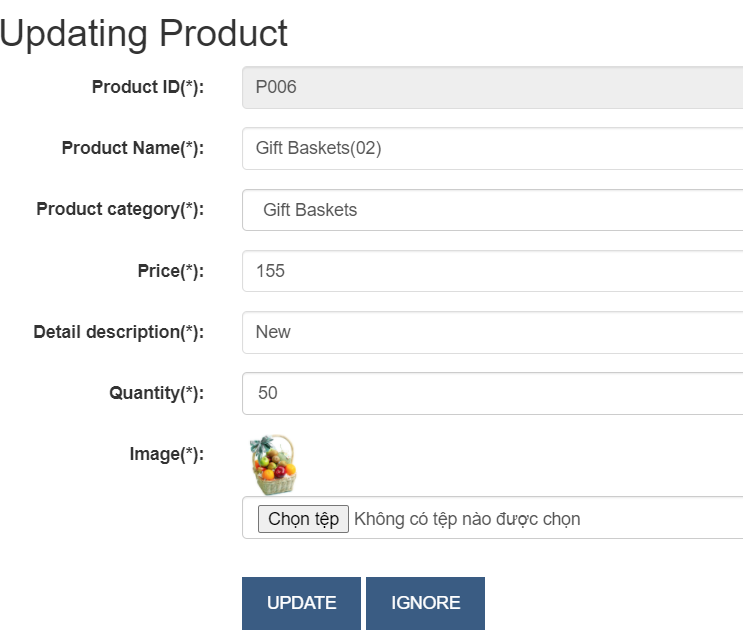 Updating Product
Product ID(*): P006
Product Name(*): Gift Baskets(02)
Product category(*): Gift Baskets
Price(*): 155
Detail description(*): New
Quantity(*): 50
Image(*):
Chọn tệp Không có tệp nào được chọn
UPDATE IGNORE